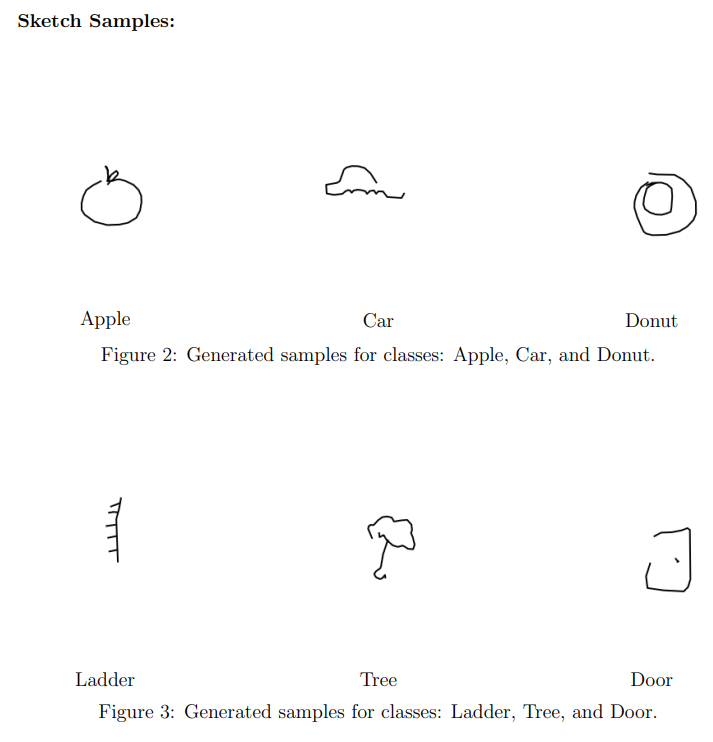 Sketch Samples:
Apple
Car
Donut
Figure 2: Generated samples for classes: Apple, Car, and Donut.
Ladder
Tree
Door
Figure 3: Generated samples for classes: Ladder, Tree, and Door.